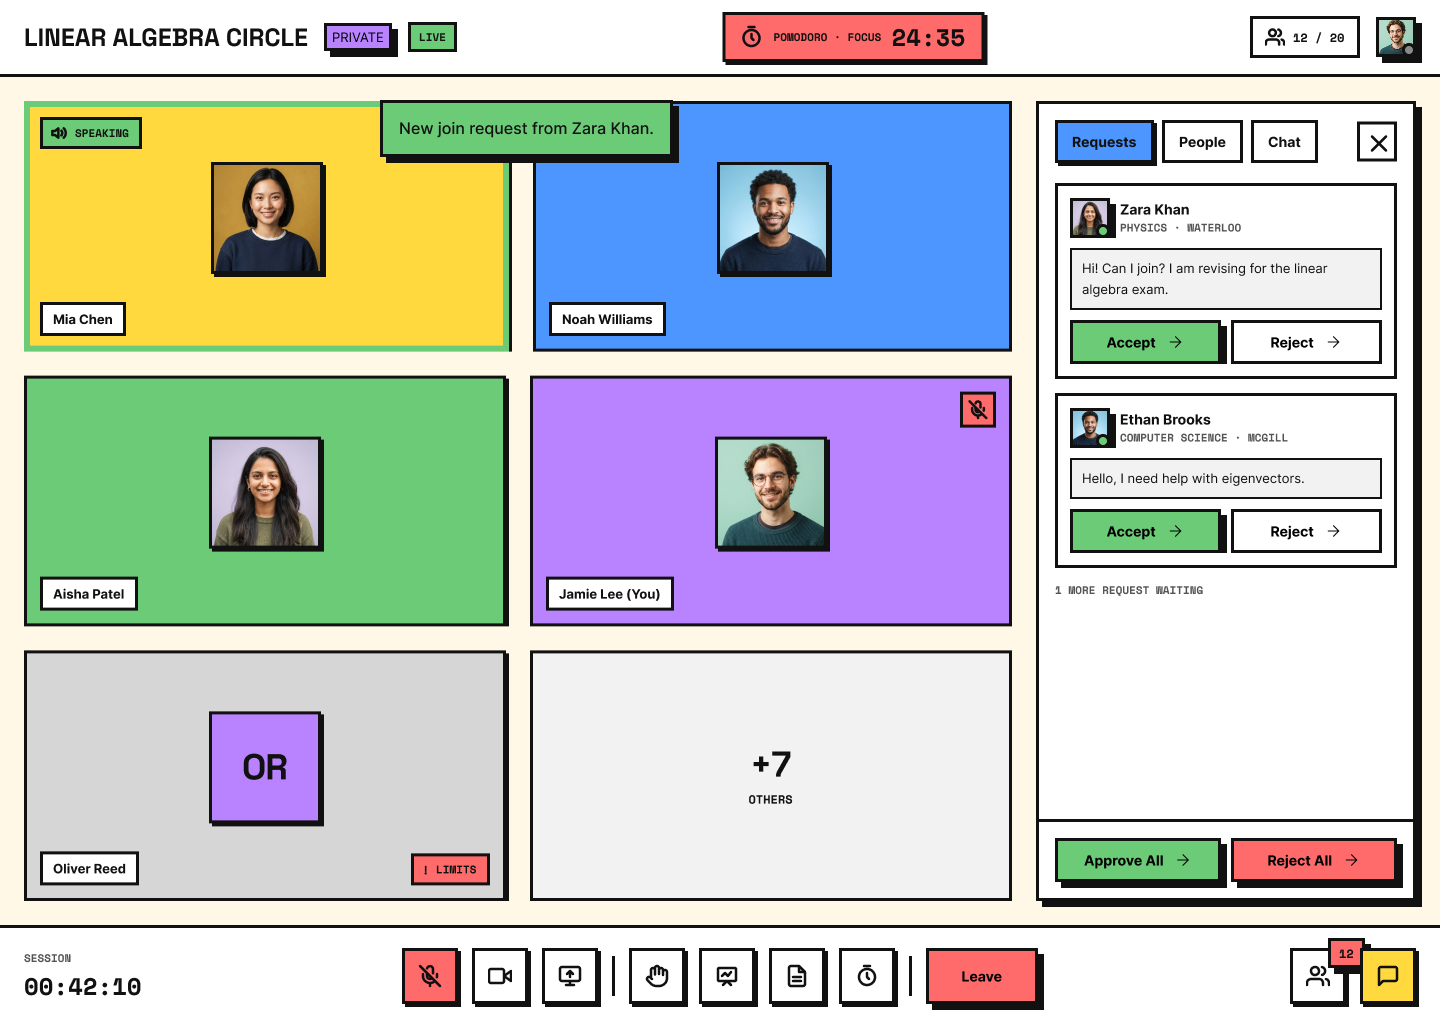 LINEAR ALGEBRA CIRCLE
PRIVATE
LIVE
POMODORO · FOCUS 24:35
12 / 20
New join request from Zara Khan.
SPEAKING
Mia Chen
Noah Williams
Aisha Patel
Jamie Lee (You)
OR
Oliver Reed
! LIMITS
+7
OTHERS
Requests
People
Chat
Zara Khan
PHYSICS · WATERLOO
Hi! Can I join? I am revising for the linear
algebra exam.
Accept
Reject
Ethan Brooks
COMPUTER SCIENCE · MCGILL
Hello, I need help with eigenvectors.
Accept
Reject
1 MORE REQUEST WAITING
Approve All
Reject All
SESSION
00:42:10
Leave
12